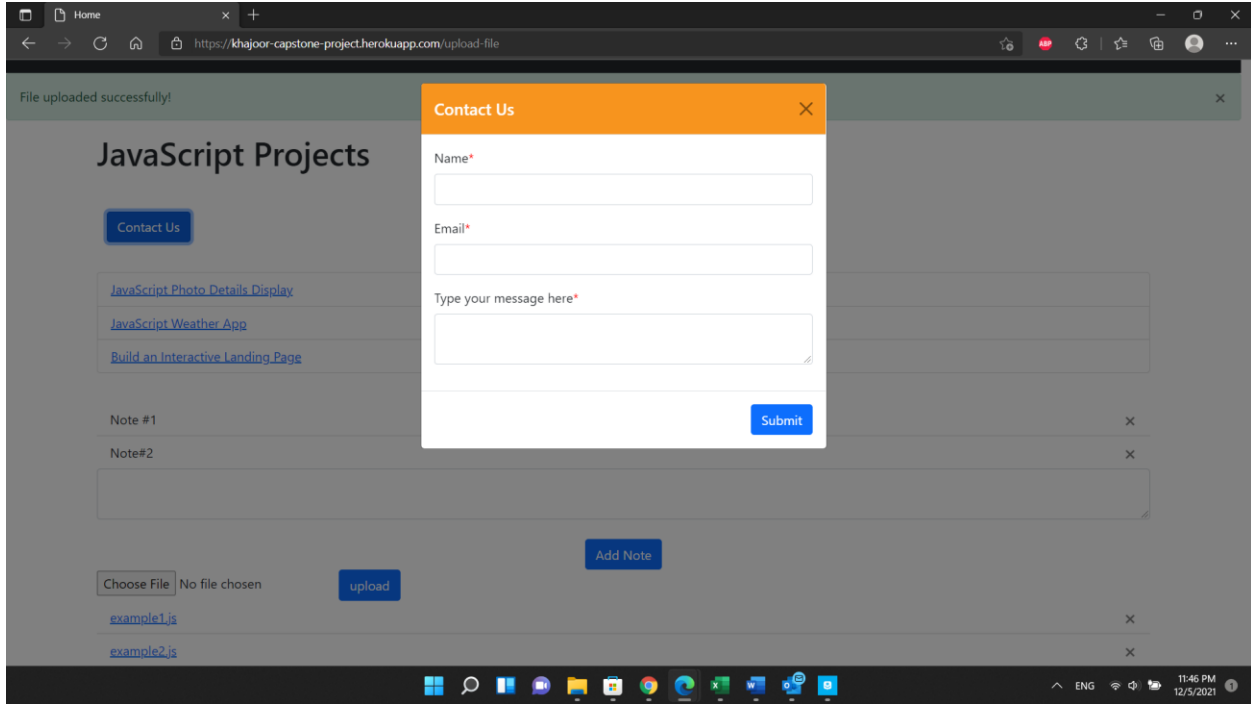 Home
https://khajoor-capstone-project.herokuapp.com/upload-file
ABP
File uploaded successfully!
Contact Us
JavaScript Projects
Name*
Contact Us
Email*
JavaScript Photo Details Display
Type your message here*
JavaScript Weather App
Build an Interactive Landing Page
Note #1
Submit
Note#2
Add Note
Choose File No file chosen upload
example1.js
example2.js
ENG
11:46 PM
12/5/2021
1